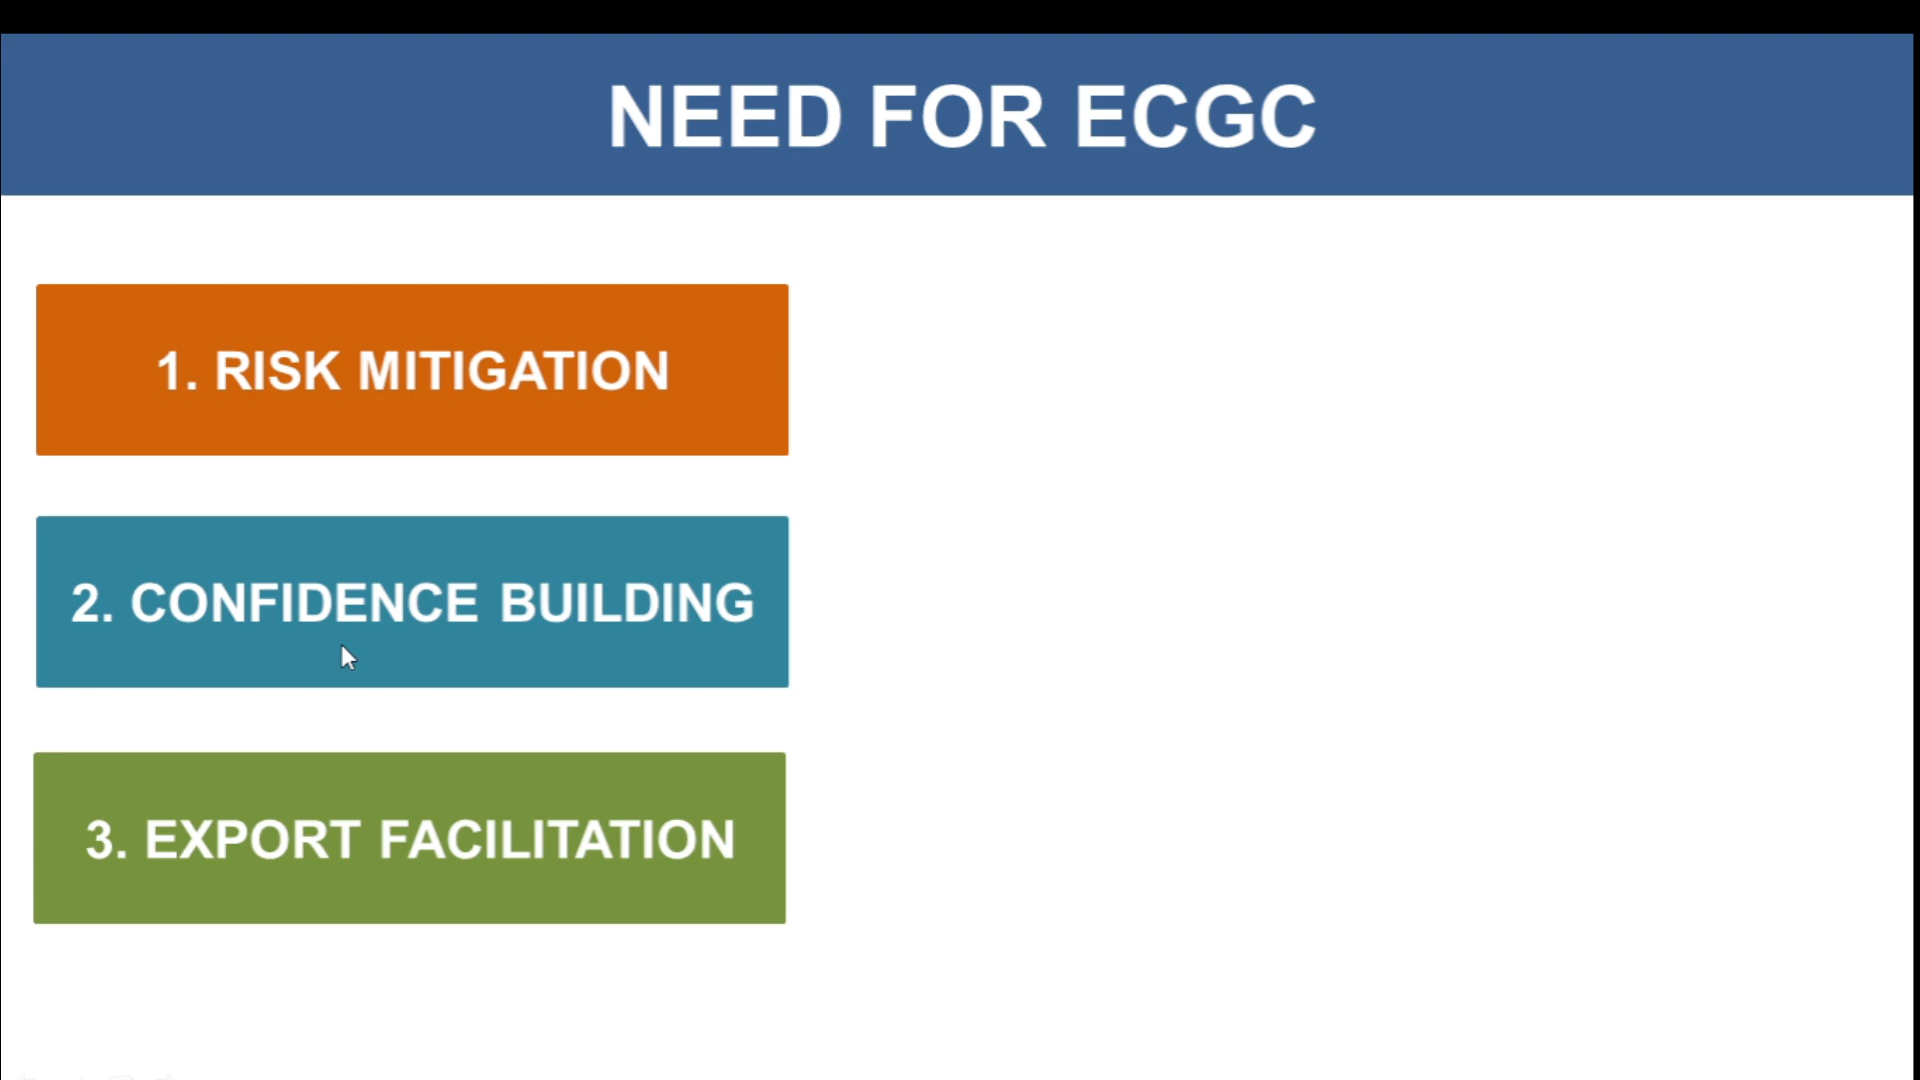 NEED FOR ECGC
1. RISK MITIGATION
2. CONFIDENCE BUILDING
3. EXPORT FACILITATION